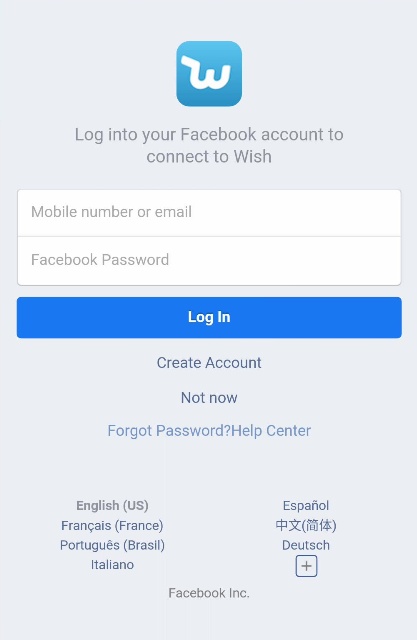 w
Log into your Facebook account to
connect to Wish
Mobile number or email
Facebook Password
Log In
Create Account
Not now
Forgot Password?Help Center
English (US)
Español
Français (France)
中文(简体)
Português (Brasil)
Deutsch
Italiano
+
Facebook Inc.